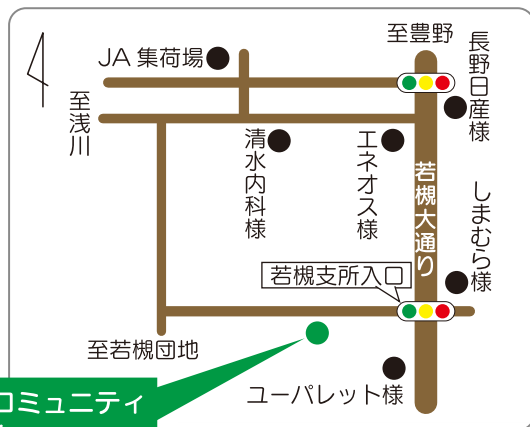 至豊野
JA 集荷場
長野日産様
至浅川
清水内科様
エネオス様
若槻大通り
しまむら様
若槻支所入口
至若槻団地
ユーパレット様
コミュニティ